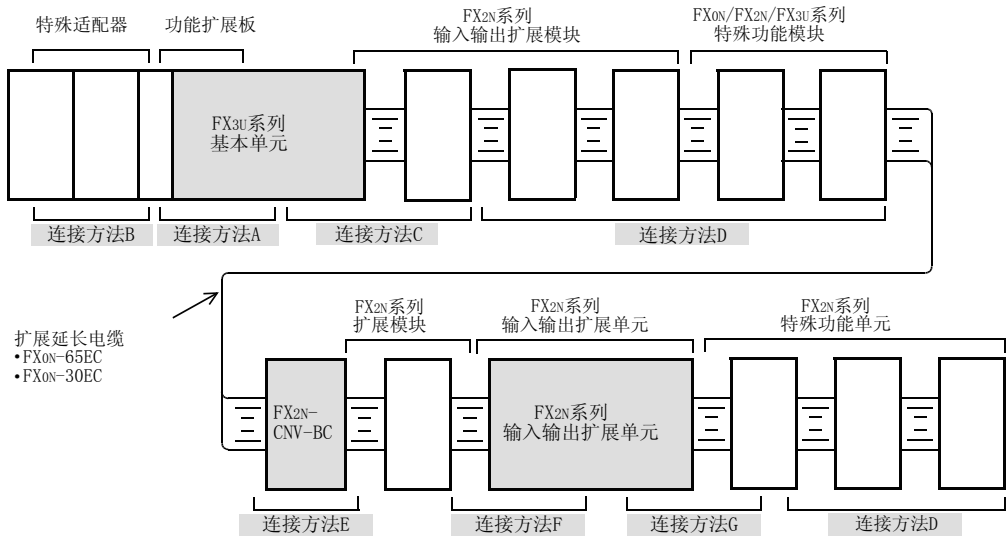 特殊适配器
功能扩展板
FX2N系列
输入输出扩展模块
FX0N/FX2N/FX3U系列
特殊功能模块
FX3U系列
基本单元
连接方法B
连接方法A
连接方法C
连接方法D
扩展延长电缆
•FX0N-65EC
•FX0N-30EC
FX2N系列
扩展模块
FX2N系列
输入输出扩展单元
FX2N系列
特殊功能单元
FX2N-
CNV-BC
FX2N系列
输入输出扩展单元
连接方法E
连接方法F
连接方法G
连接方法D